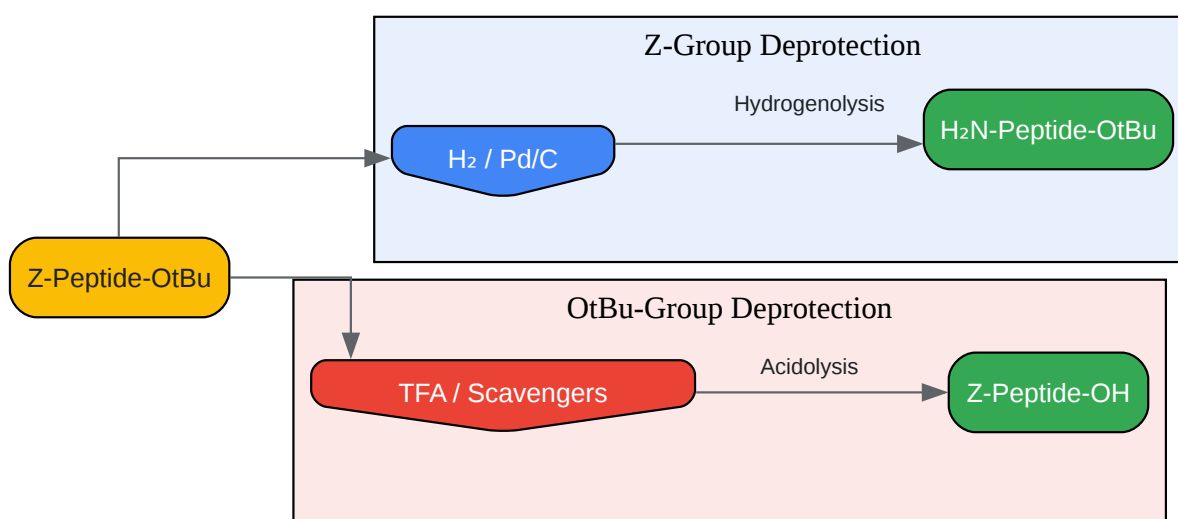 Z-Group Deprotection
Hydrogenolysis
H₂N-Peptide-OtBu
H₂ / Pd/C
Z-Peptide-OtBu
OtBu-Group Deprotection
Acidolysis
TFA / Scavengers
Z-Peptide-OH